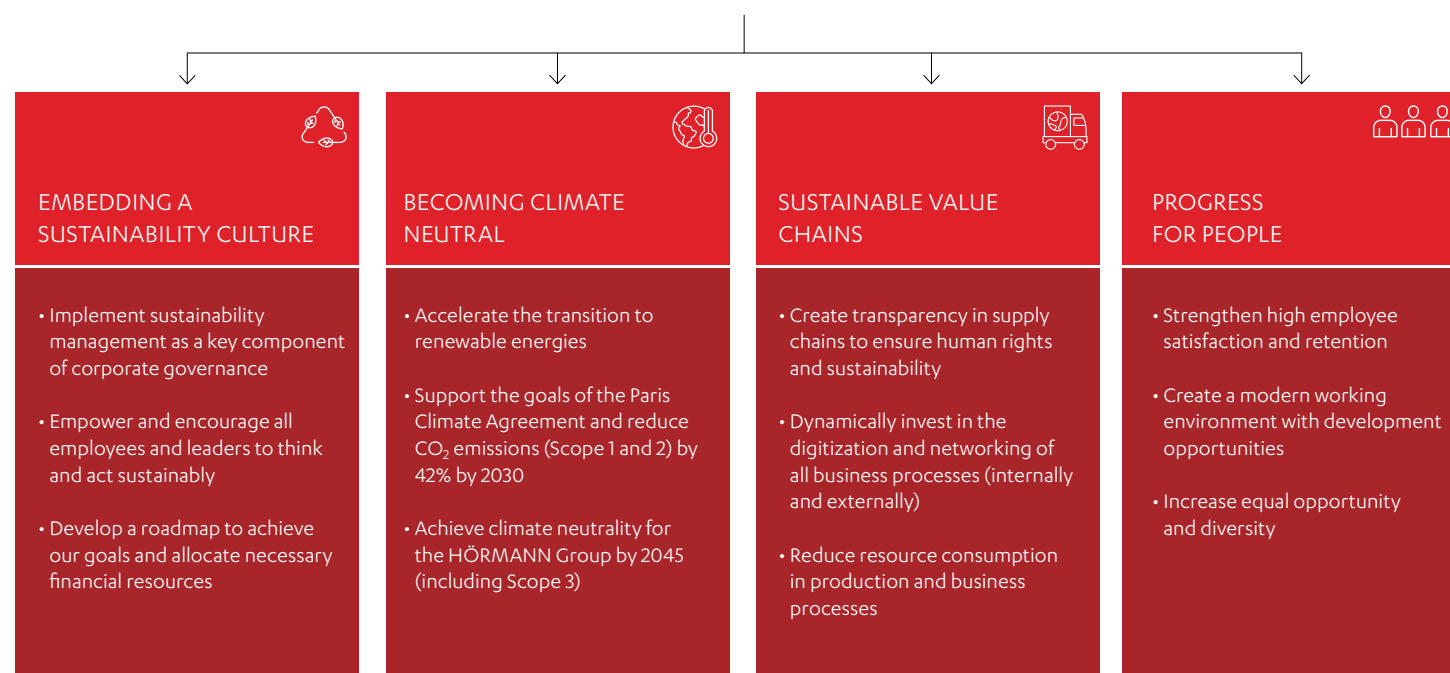 EMBEDDING A
SUSTAINABILITY CULTURE
• Implement sustainability
management as a key component
of corporate governance
• Empower and encourage all
employees and leaders to think
and act sustainably
• Develop a roadmap to achieve
our goals and allocate necessary
financial resources
BECOMING CLIMATE
NEUTRAL
• Accelerate the transition to
renewable energies
• Support the goals of the Paris
Climate Agreement and reduce
CO₂ emissions (Scope 1 and 2) by
42% by 2030
• Achieve climate neutrality for
the HÖRMANN Group by 2045
(including Scope 3)
SUSTAINABLE VALUE
CHAINS
• Create transparency in supply
chains to ensure human rights
and sustainability
• Dynamically invest in the
digitization and networking of
all business processes (internally
and externally)
• Reduce resource consumption
in production and business
processes
PROGRESS
FOR PEOPLE
• Strengthen high employee
satisfaction and retention
• Create a modern working
environment with development
opportunities
• Increase equal opportunity
and diversity